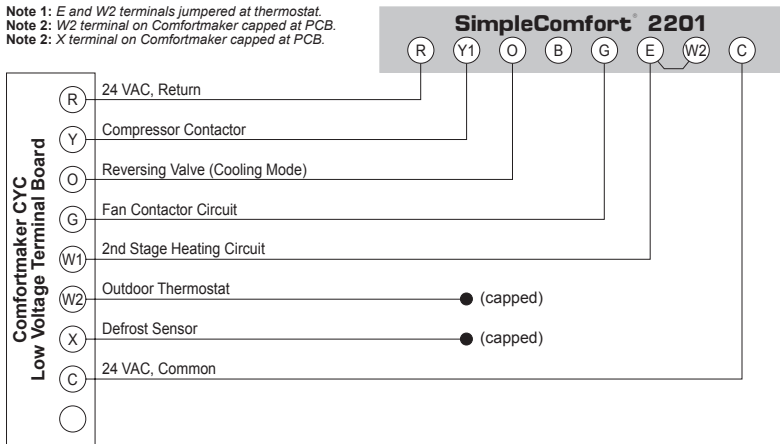 Note 1: E and W2 terminals jumpered at thermostat.
Note 2: W2 terminal on Comfortmaker capped at PCB.
Note 2: X terminal on Comfortmaker capped at PCB.
SimpleComfort® 2201
R Y1 O B G E W2 C
Comfortmaker CYC
Low Voltage Terminal Board
R 24 VAC, Return
Y Compressor Contactor
O Reversing Valve (Cooling Mode)
G Fan Contactor Circuit
W1 2nd Stage Heating Circuit
W2 Outdoor Thermostat (capped)
X Defrost Sensor (capped)
C 24 VAC, Common